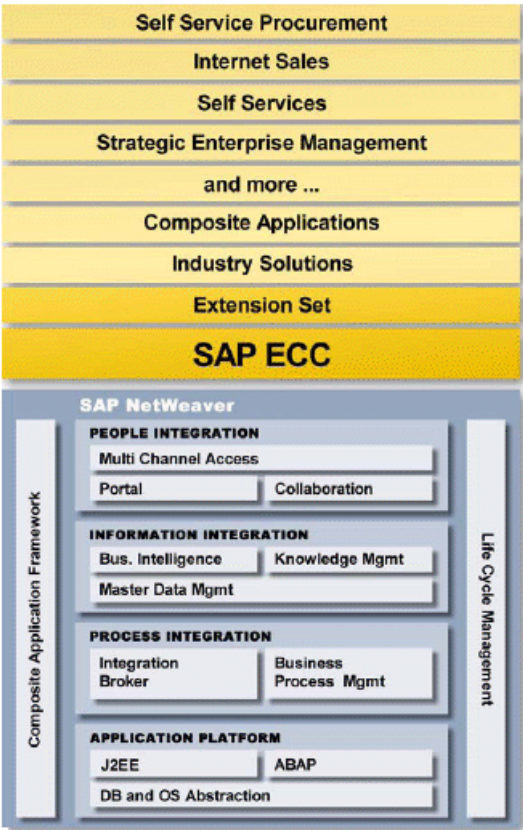 Self Service Procurement
Internet Sales
Self Services
Strategic Enterprise Management
and more ...
Composite Applications
Industry Solutions
Extension Set
SAP ECC
SAP NetWeaver
Composite Application Framework
PEOPLE INTEGRATION
Multi Channel Access
Portal
Collaboration
INFORMATION INTEGRATION
Bus. Intelligence
Knowledge Mgmt
Master Data Mgmt
PROCESS INTEGRATION
Integration
Broker
Business
Process Mgmt
APPLICATION PLATFORM
J2EE
ABAP
DB and OS Abstraction
Life Cycle Management